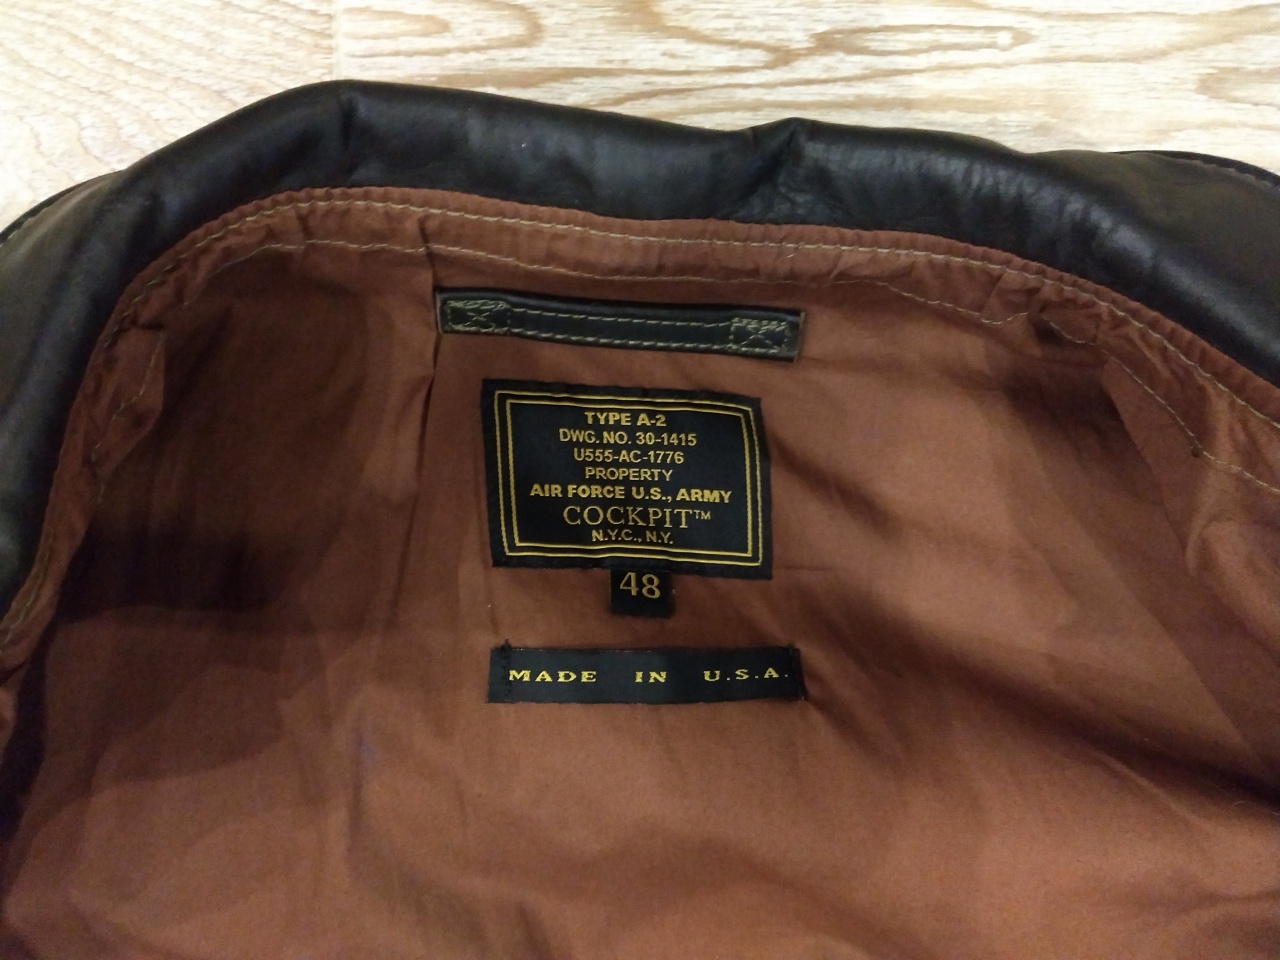 TYPE A-2
DWG. NO. 30-1415
U555-AC-1776
PROPERTY
AIR FORCE U.S., ARMY
COCKPIT™
N.Y.C., N.Y.
48
MADE IN U.S.A.